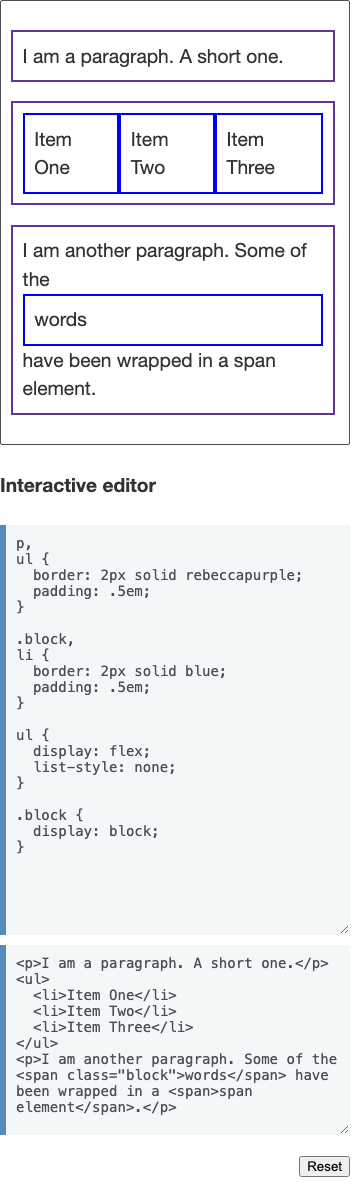 I am a paragraph. A short one.
Item Item Item
One Two Three
I am another paragraph. Some of
the
words
have been wrapped in a span
element.
Interactive editor
p,
ul {
  border: 2px solid rebeccapurple;
  padding: .5em;
}

.block,
li {
  border: 2px solid blue;
  padding: .5em;
}

ul {
  display: flex;
  list-style: none;
}

.block {
  display: block;
}
<p>I am a paragraph. A short one.</p>
<ul>
  <li>Item One</li>
  <li>Item Two</li>
  <li>Item Three</li>
</ul>
<p>I am another paragraph. Some of the
<span class="block">words</span> have
been wrapped in a <span>span
element</span>.</p>
Reset